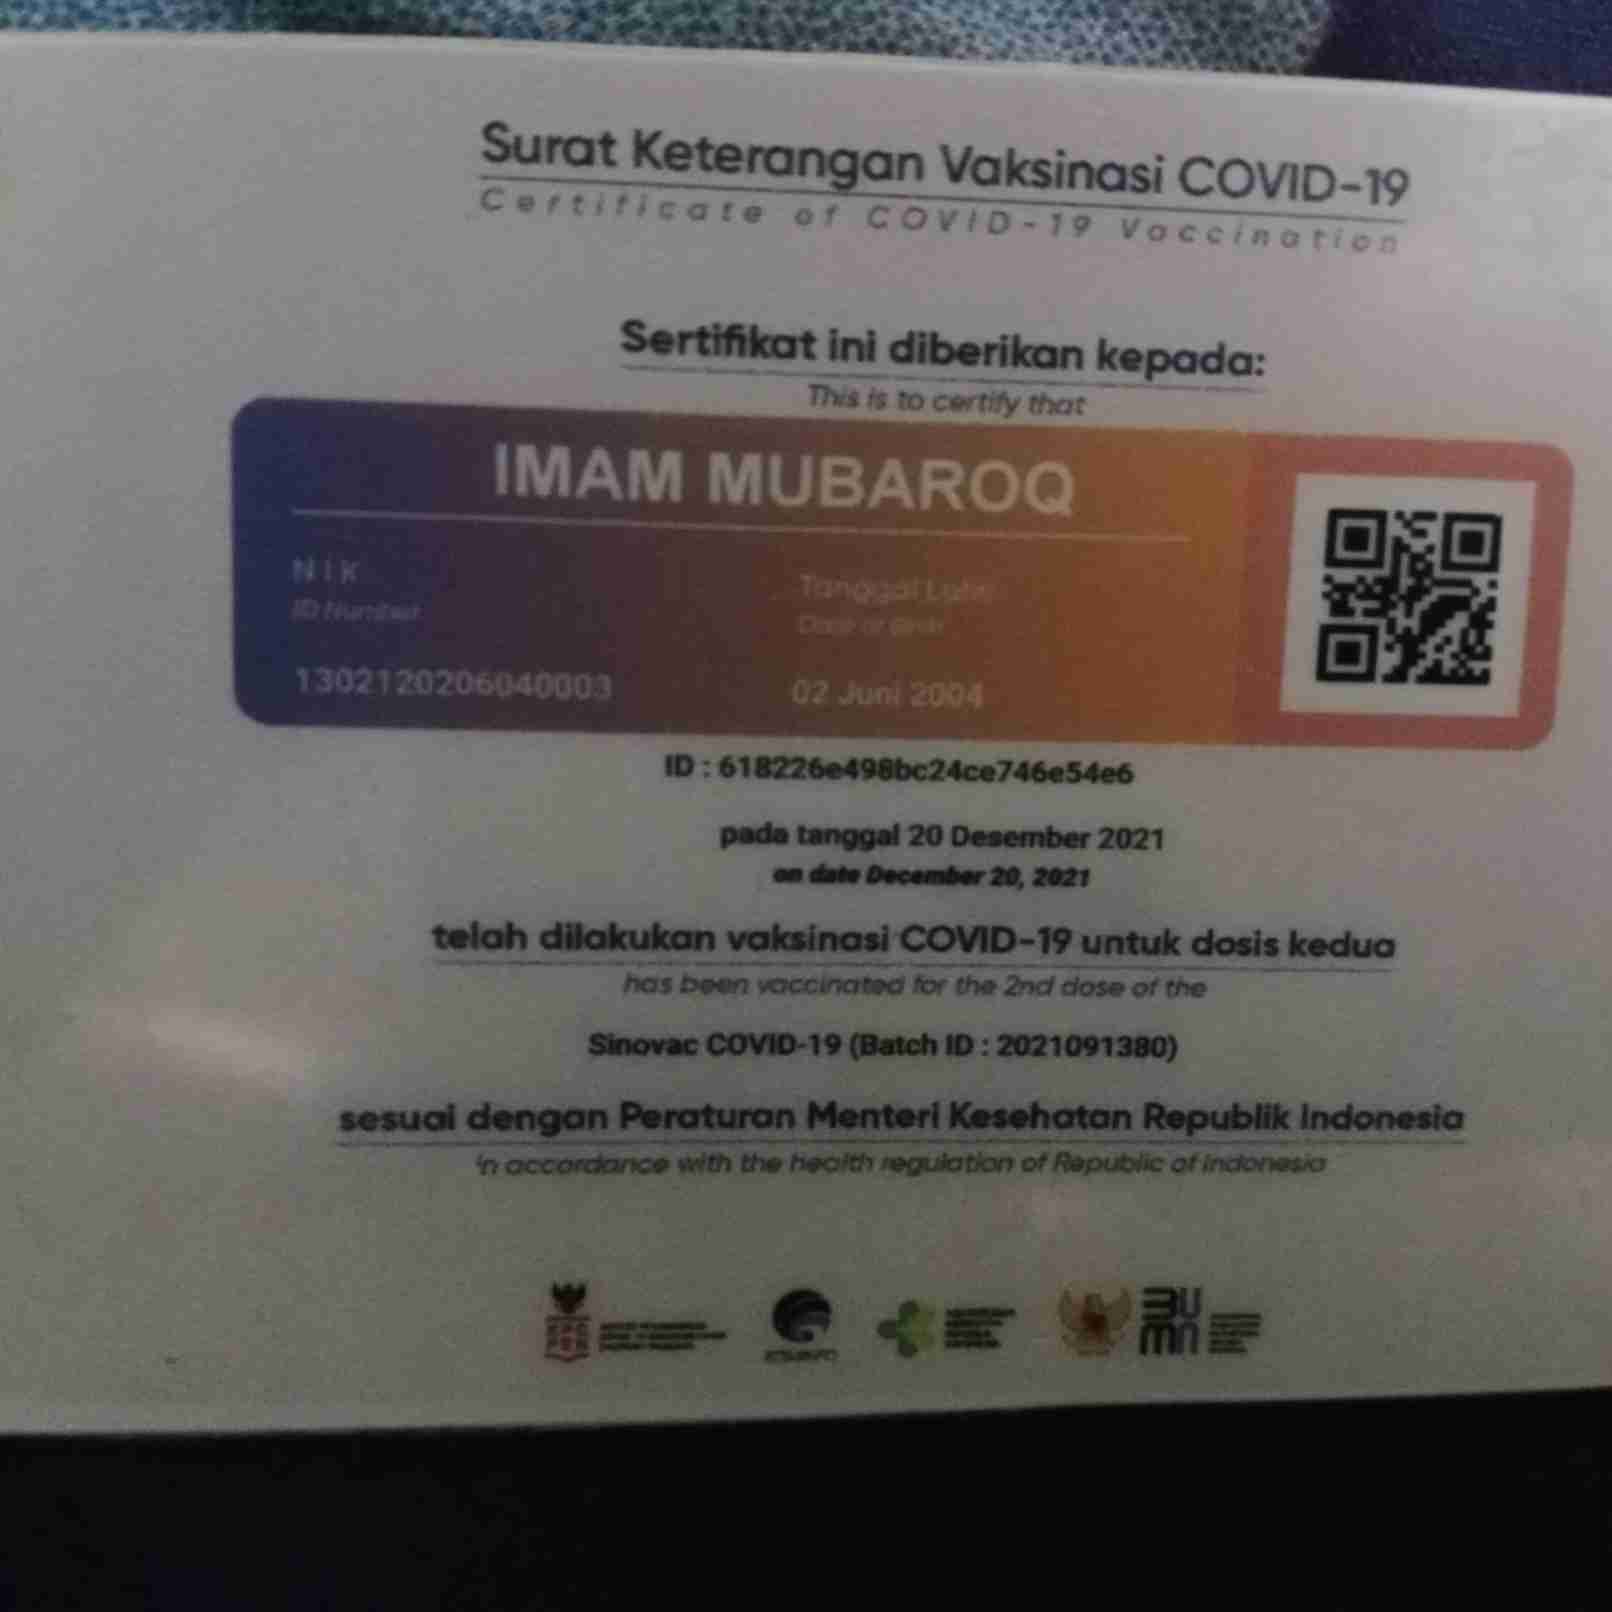 Surat Keterangan Vaksinasi COVID-19
Certificate of COVID-19 Vaccination
Sertifikat ini diberikan kepada:
This is to certify that
IMAM MUBAROQ
NIK
ID Number
1302120206040003
Tanggal Lahir
Date of Birth
02 Juni 2004
ID : 618226e498bc24ce746e54e6
pada tanggal 20 Desember 2021
on date December 20, 2021
telah dilakukan vaksinasi COVID-19 untuk dosis kedua
has been vaccinated for the 2nd dose of the
Sinovac COVID-19 (Batch ID : 2021091380)
sesuai dengan Peraturan Menteri Kesehatan Republik Indonesia
in accordance with the health regulation of Republic of Indonesia